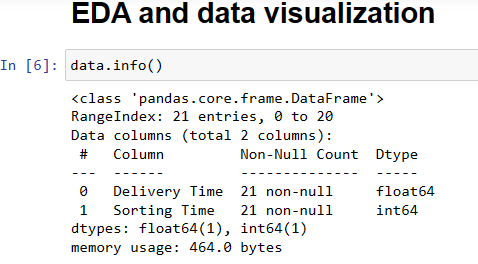 EDA and data visualization
In [6]: data.info()
<class 'pandas.core.frame.DataFrame'>
RangeIndex: 21 entries, 0 to 20
Data columns (total 2 columns):
 #   Column         Non-Null Count  Dtype
---  ------         --------------  -----
 0   Delivery Time  21 non-null     float64
 1   Sorting Time   21 non-null     int64
dtypes: float64(1), int64(1)
memory usage: 464.0 bytes